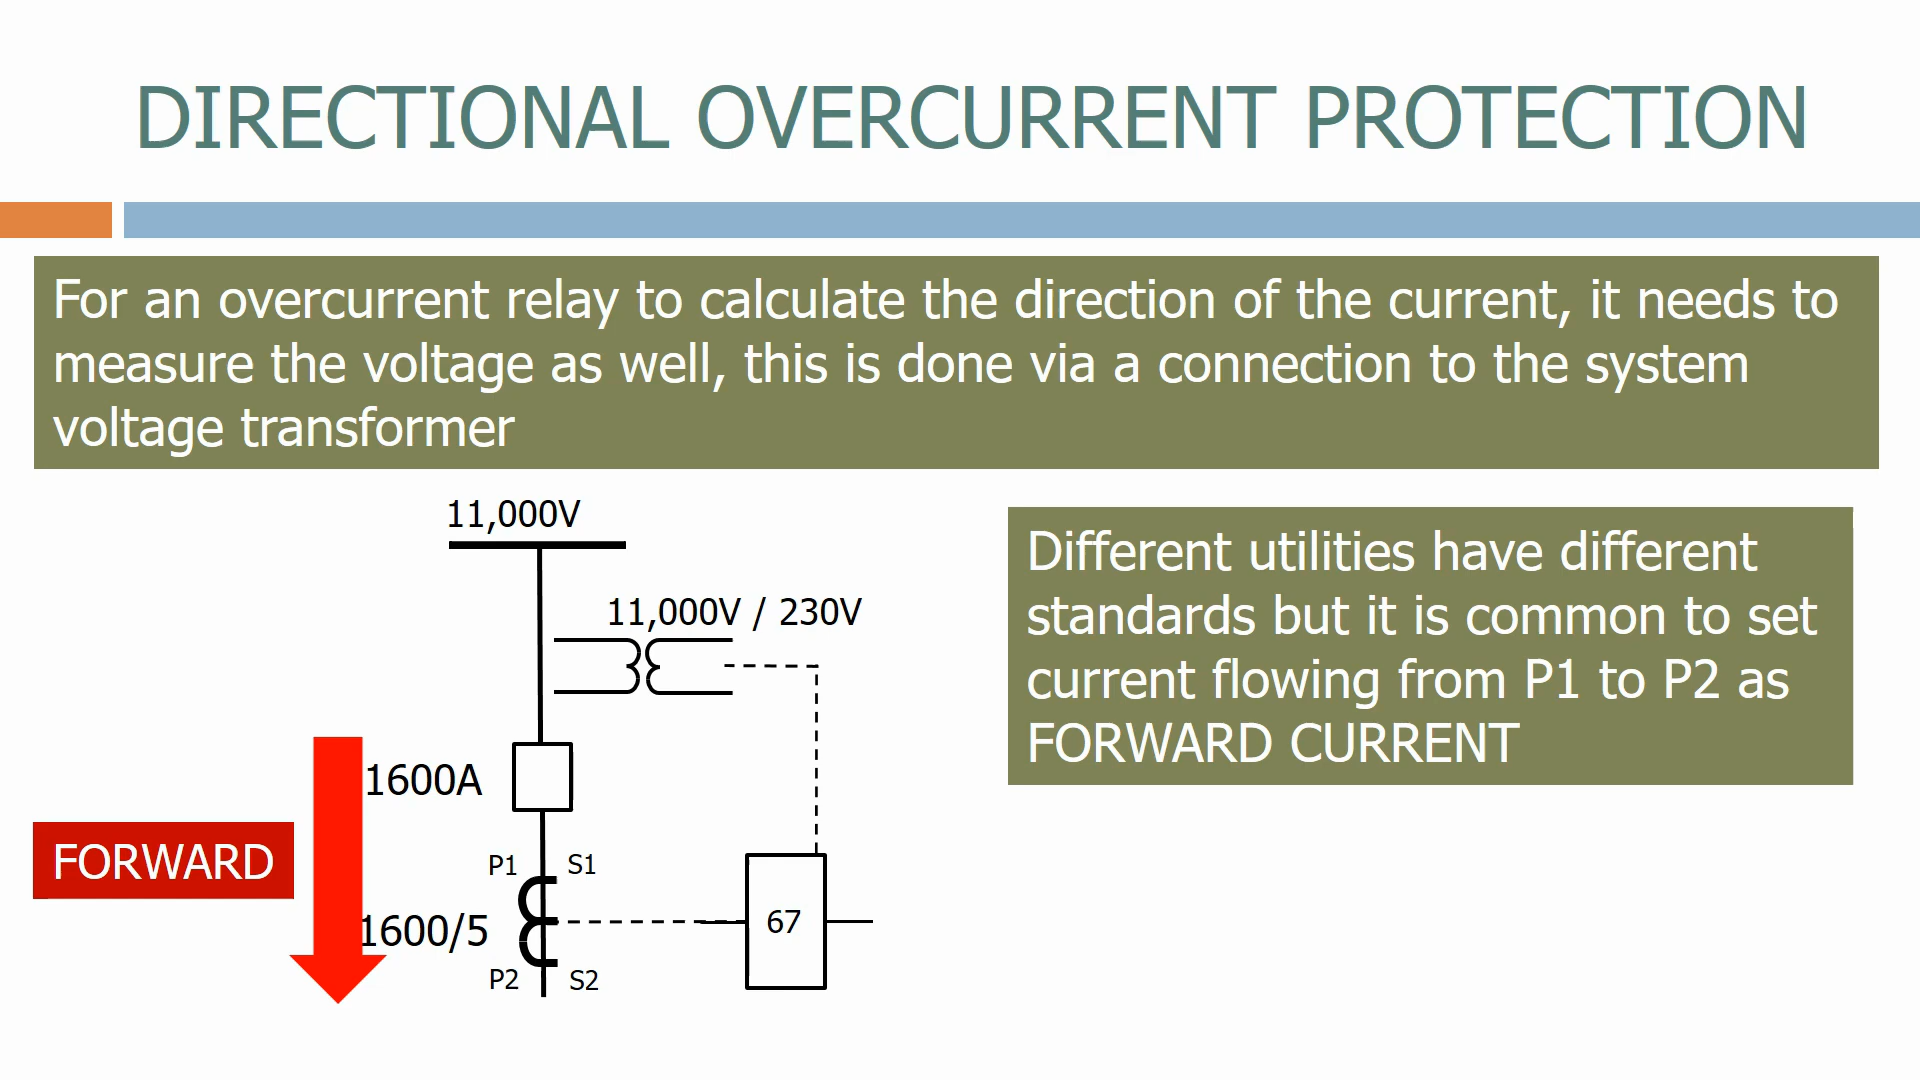 DIRECTIONAL OVERCURRENT PROTECTION
For an overcurrent relay to calculate the direction of the current, it needs to
measure the voltage as well, this is done via a connection to the system
voltage transformer
11,000V
11,000V / 230V
Different utilities have different
standards but it is common to set
current flowing from P1 to P2 as
FORWARD CURRENT
1600A
FORWARD
P1 S1
1600/5
67
P2 S2